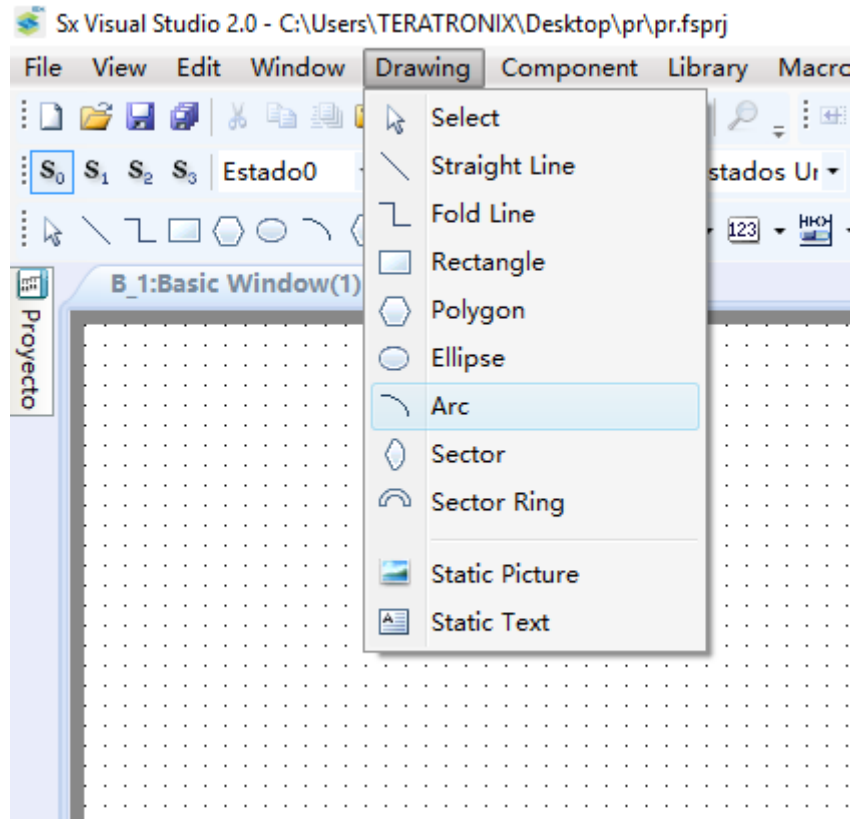 Sx Visual Studio 2.0 - C:\Users\TERATRONIX\Desktop\pr\pr.fsprj
File View Edit Window Drawing Component Library Macro
S0 S1 S2 S3 Estado0 stados Ur
123
B_1:Basic Window(1)
Proyecto
Select
Straight Line
Fold Line
Rectangle
Polygon
Ellipse
Arc
Sector
Sector Ring
Static Picture
Static Text